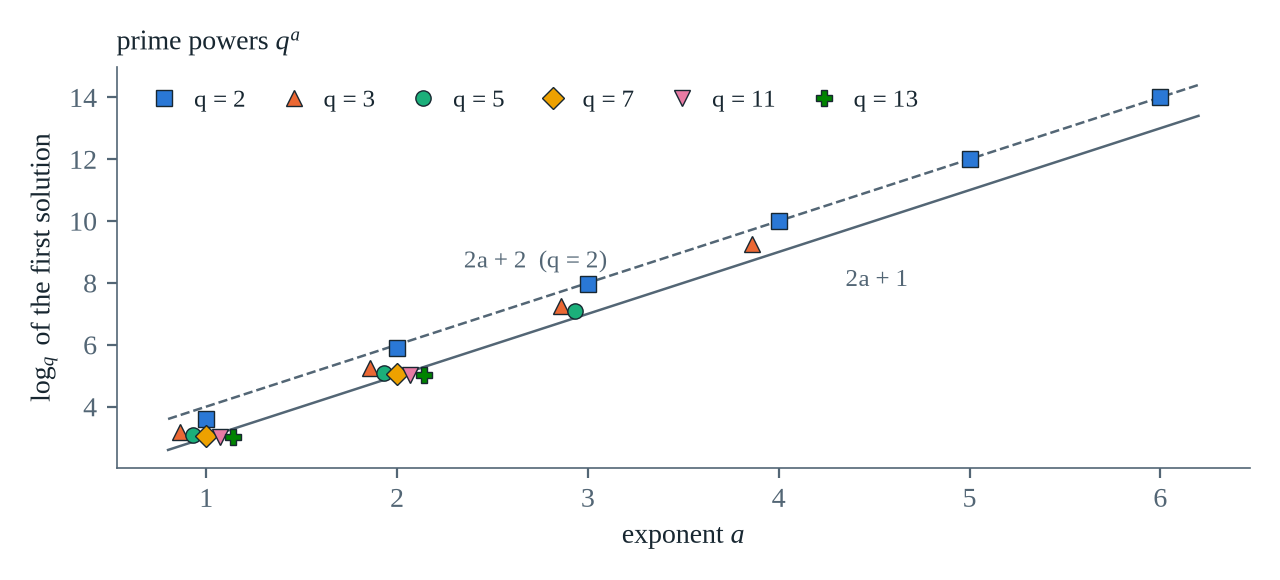 prime powers qᵃ
14
12
10
8
6
4
log_q of the first solution
q = 2
q = 3
q = 5
q = 7
q = 11
q = 13
2a + 2 (q = 2)
2a + 1
1
2
3
4
5
6
exponent a